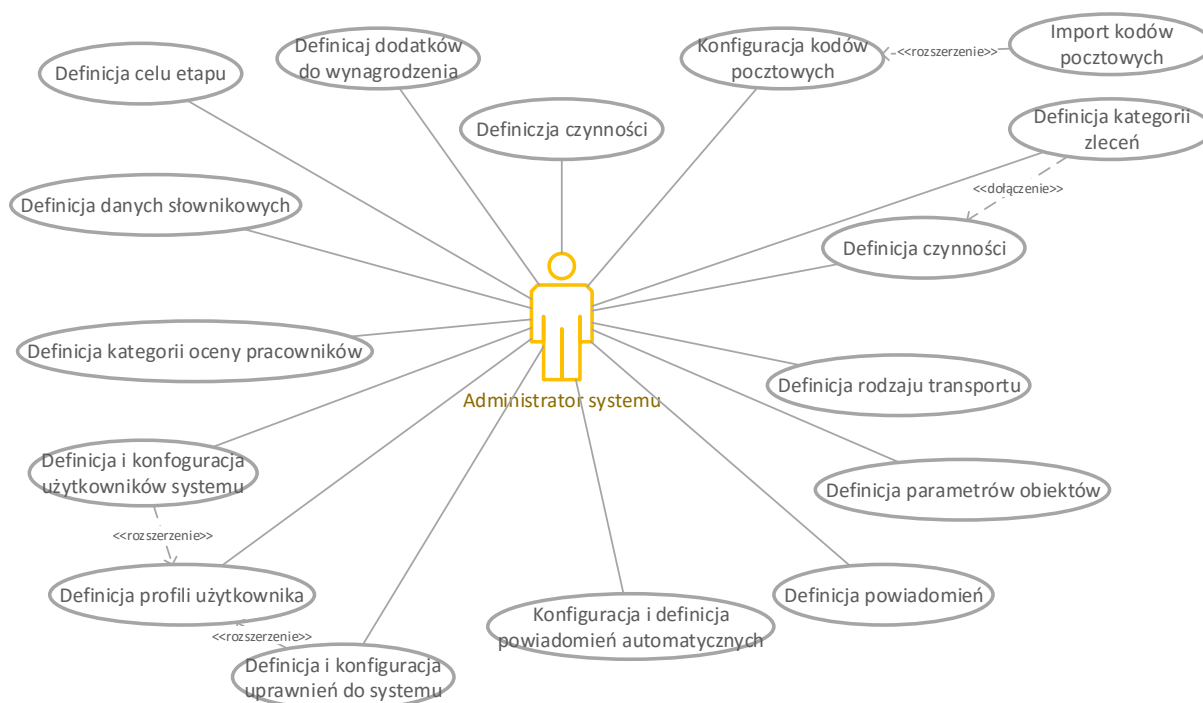 Definicja celu etapu
Definicaj dodatków
do wynagrodzenia
Konfiguracja kodów
pocztowych
<<rozszerzenie>>
Import kodów
pocztowych
Definiczja czynności
Definicja kategorii
zleceń
<<dołączenie>>
Definicja danych słownikowych
Definicja czynności
Definicja kategorii oceny pracowników
Definicja rodzaju transportu
Administrator systemu
Definicja i konfoguracja
użytkowników systemu
Definicja parametrów obiektów
<<rozszerzenie>>
Definicja profili użytkownika
Definicja powiadomień
Konfiguracja i definicja
powiadomień automatycznych
<<rozszerzenie>>
Definicja i konfiguracja
uprawnień do systemu